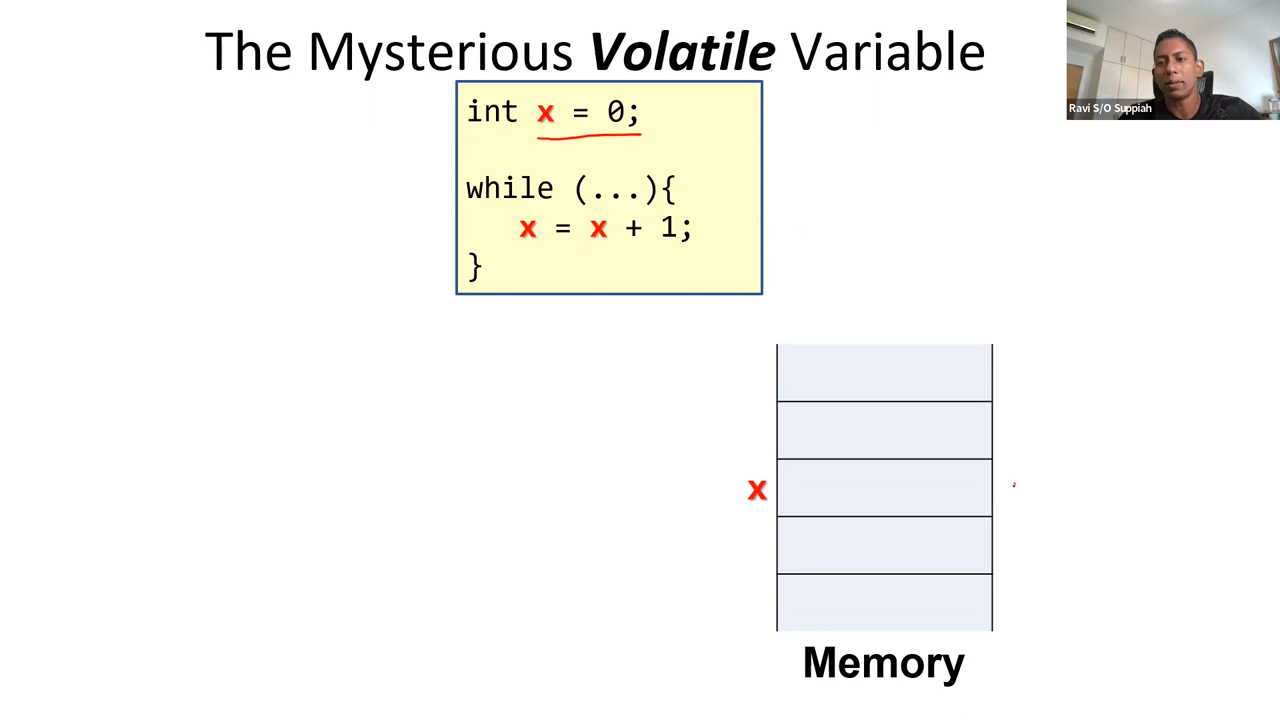 The Mysterious Volatile Variable
Ravi S/O Suppiah
int x = 0;
while (...){
x = x + 1;
}
x
Memory